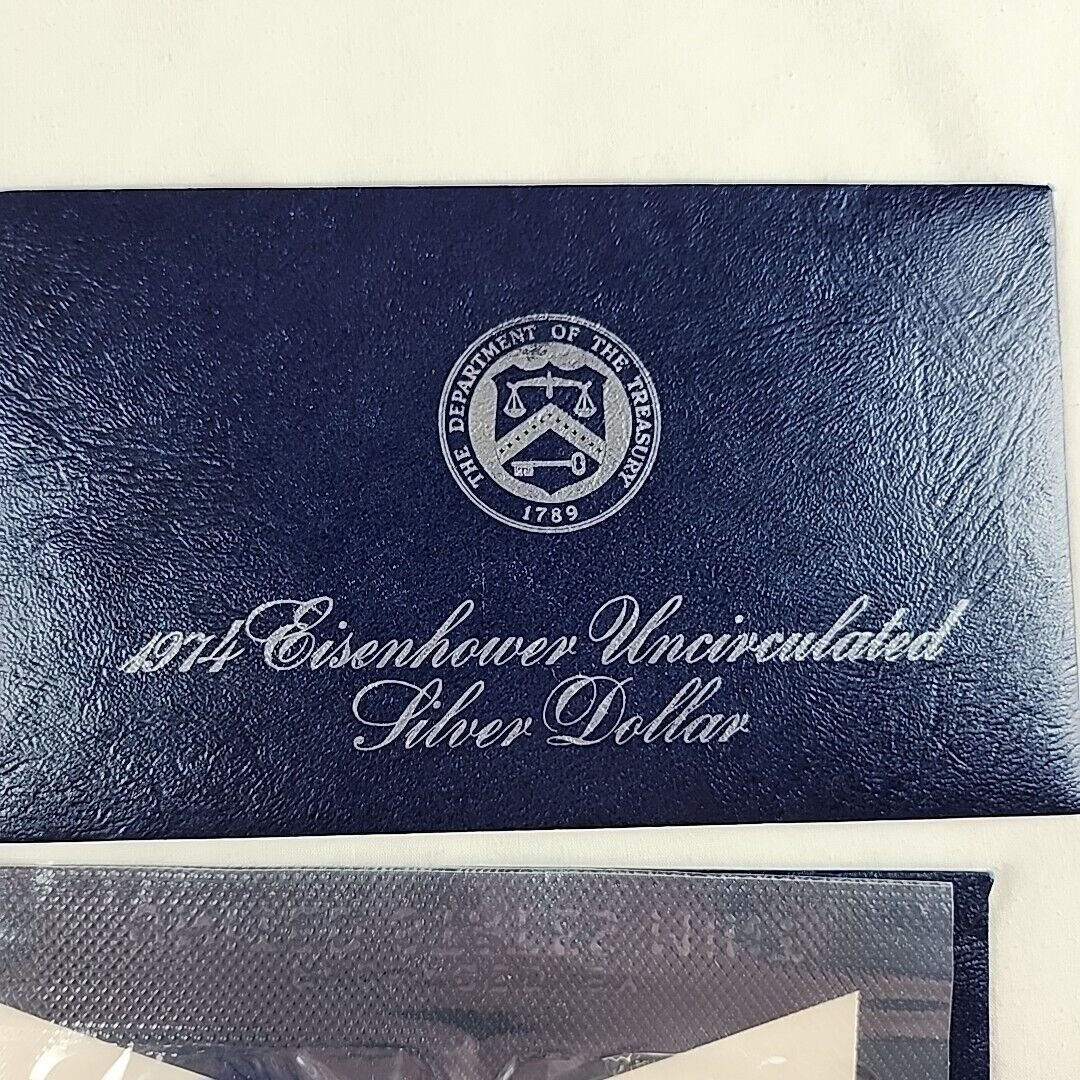 THE DEPARTMENT OF THE TREASURY
1789
1974 Eisenhower Uncirculated
Silver Dollar